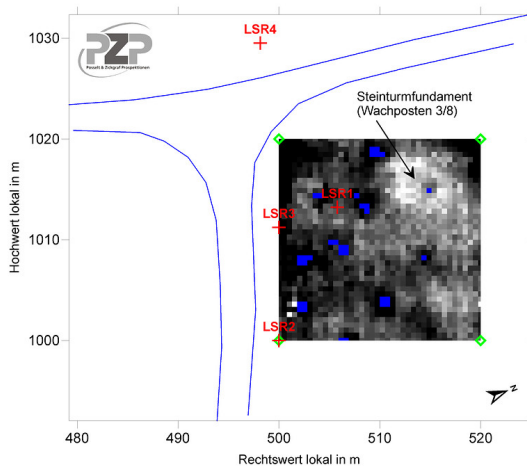 1030
1020
1010
1000
Hochwert lokal in m
PZP
Posselt & Zickgraf Prospektionen
LSR4
Steinturmfundament
(Wachposten 3/8)
LSR1
LSR3
LSR2
N
480
490
500
510
520
Rechtswert lokal in m